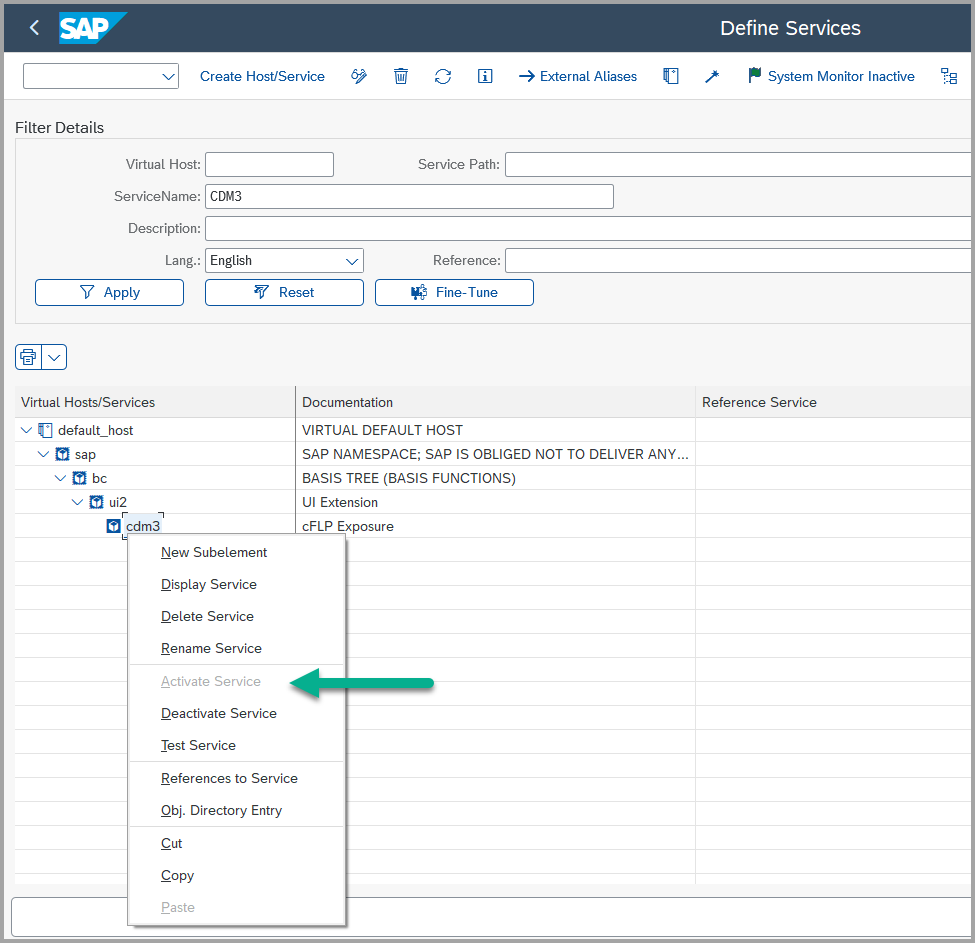 SAP Define Services
Create Host/Service External Aliases System Monitor Inactive
Filter Details
Virtual Host: Service Path:
ServiceName: CDM3
Description:
Lang.: English Reference:
Apply Reset Fine-Tune
Virtual Hosts/Services Documentation Reference Service
default_host VIRTUAL DEFAULT HOST
sap SAP NAMESPACE; SAP IS OBLIGED NOT TO DELIVER ANY...
bc BASIS TREE (BASIS FUNCTIONS)
ui2 UI Extension
cdm3 cFLP Exposure
New Subelement
Display Service
Delete Service
Rename Service
Activate Service
Deactivate Service
Test Service
References to Service
Obj. Directory Entry
Cut
Copy
Paste